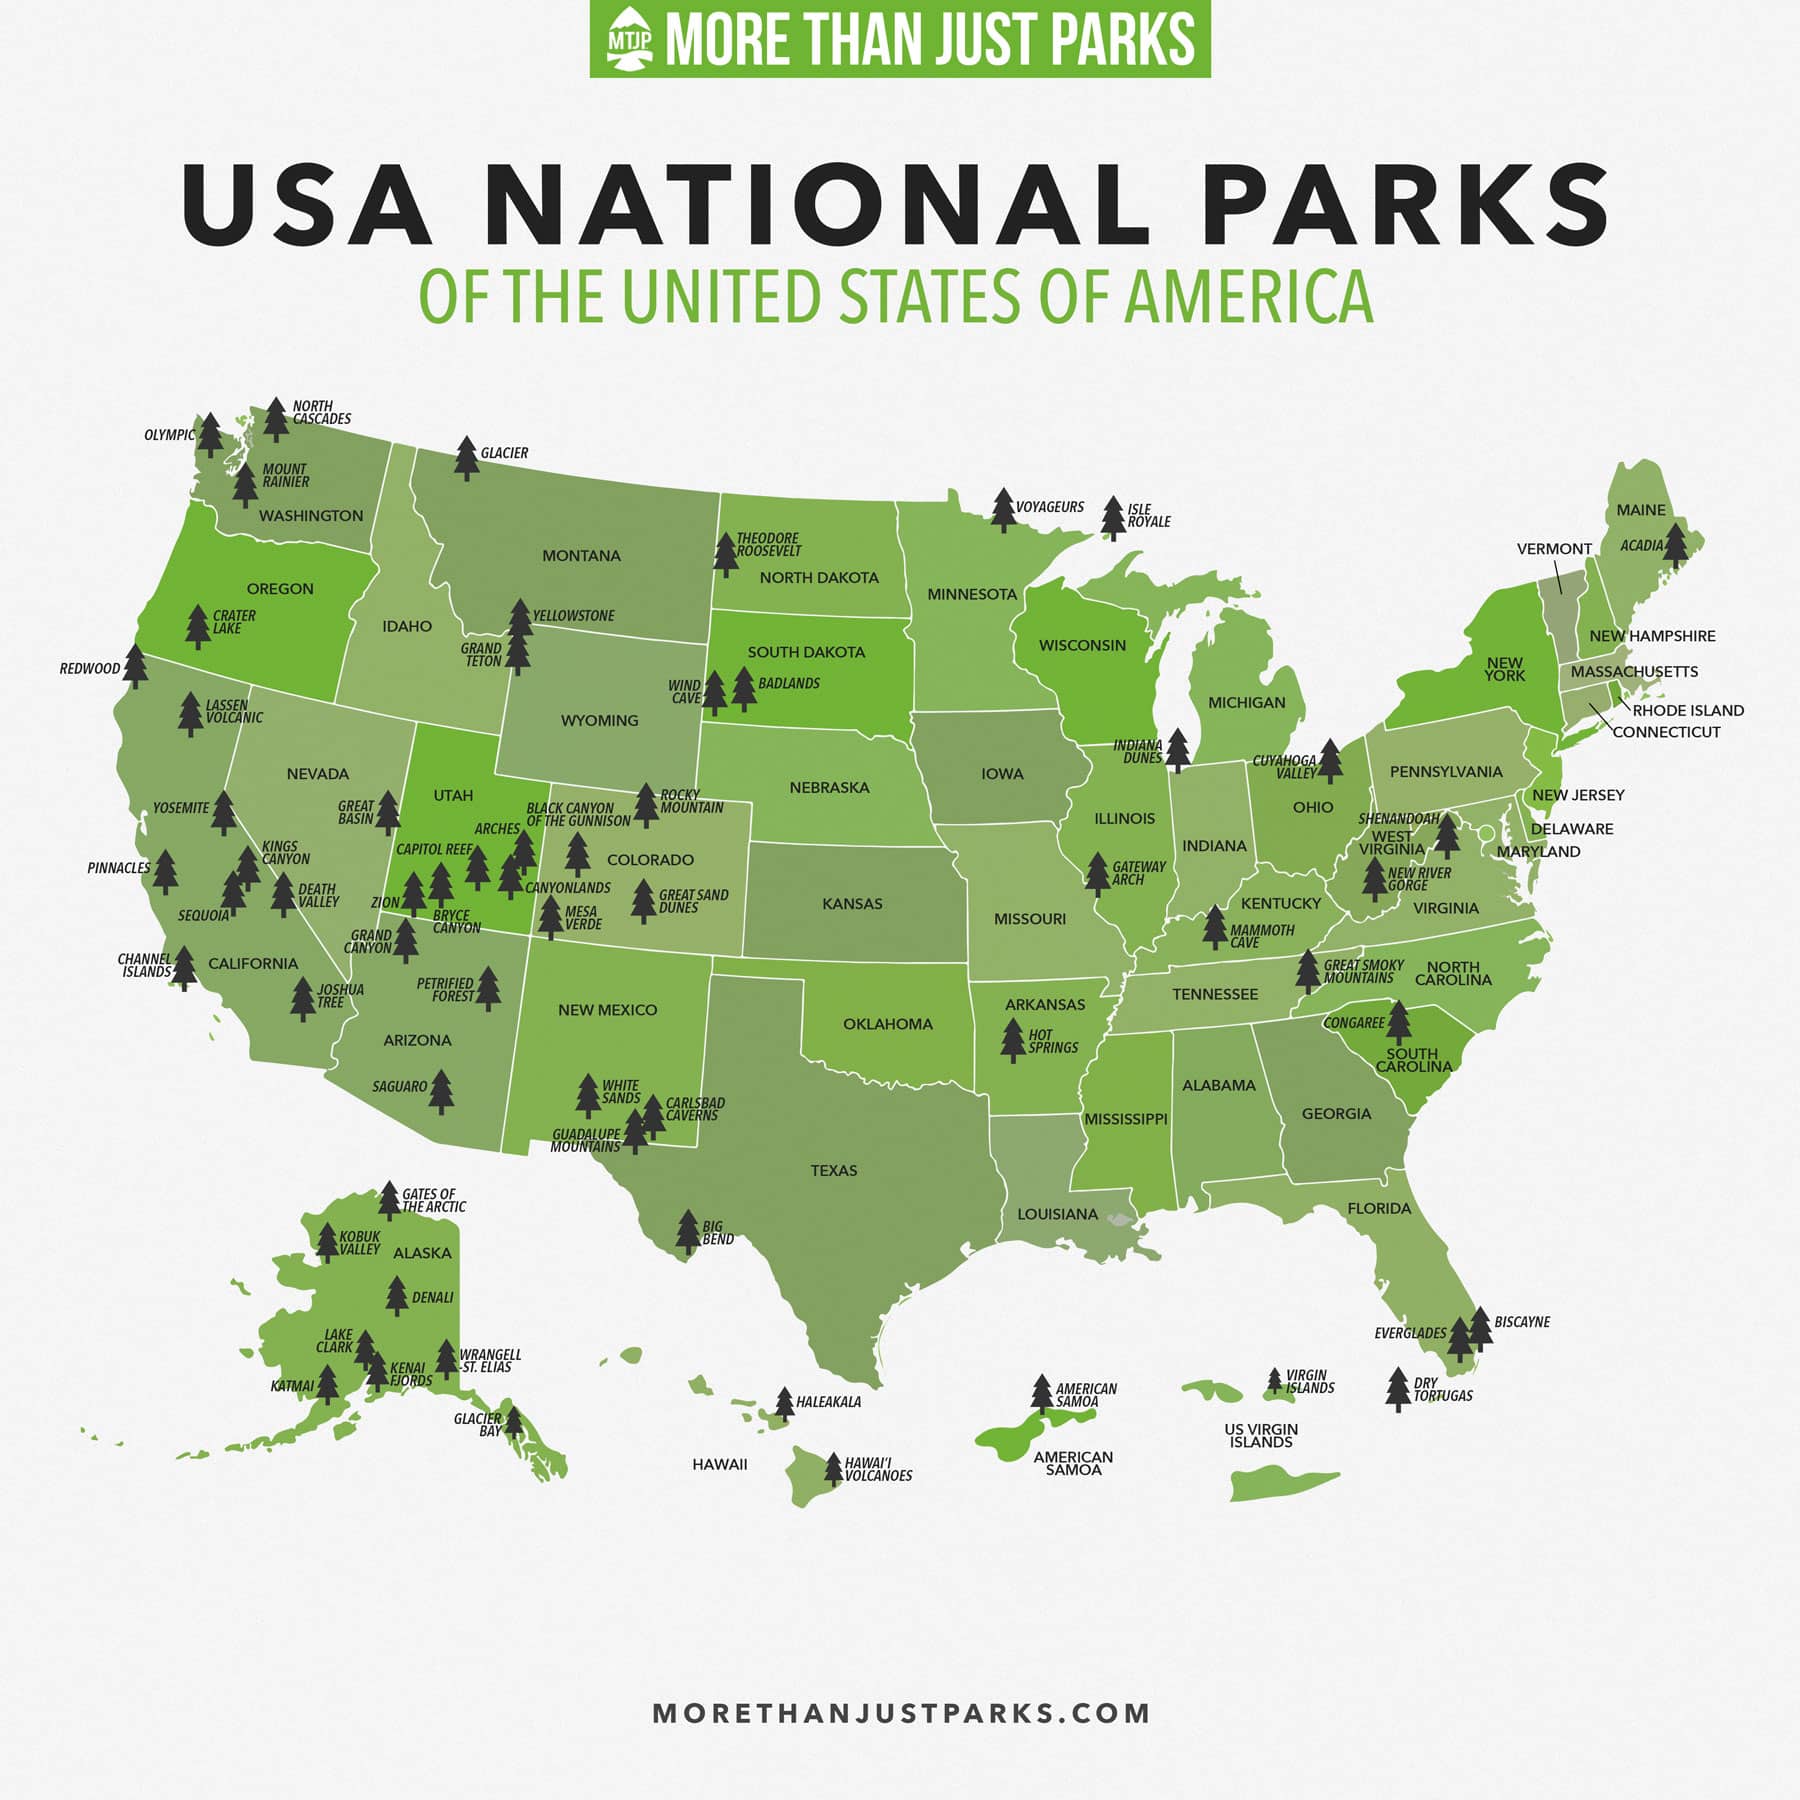 MTJP MORE THAN JUST PARKS
USA NATIONAL PARKS
OF THE UNITED STATES OF AMERICA
NORTH
CASCADES
OLYMPIC
MOUNT
RAINIER
WASHINGTON
GLACIER
MONTANA
OREGON
CRATER
LAKE
IDAHO
YELLOWSTONE
GRAND
TETON
WYOMING
REDWOOD
LASSEN
VOLCANIC
NEVADA
GREAT
BASIN
YOSEMITE
PINNACLES
KINGS
CANYON
SEQUOIA
DEATH
VALLEY
CHANNEL
ISLANDS
CALIFORNIA
JOSHUA
TREE
UTAH
ARCHES
CAPITOL REEF
CANYONLANDS
ZION
BRYCE
CANYON
BLACK CANYON
OF THE GUNNISON
ROCKY
MOUNTAIN
COLORADO
GREAT SAND
DUNES
MESA
VERDE
GRAND
CANYON
PETRIFIED
FOREST
ARIZONA
SAGUARO
NEW MEXICO
WHITE
SANDS
CARLSBAD
CAVERNS
GUADALUPE
MOUNTAINS
THEODORE
ROOSEVELT
NORTH DAKOTA
SOUTH DAKOTA
WIND
CAVE
BADLANDS
NEBRASKA
KANSAS
OKLAHOMA
TEXAS
BIG
BEND
VOYAGEURS
ISLE
ROYALE
MINNESOTA
WISCONSIN
MICHIGAN
IOWA
ILLINOIS
INDIANA
DUNES
INDIANA
GATEWAY
ARCH
MISSOURI
ARKANSAS
HOT
SPRINGS
LOUISIANA
MISSISSIPPI
ALABAMA
GEORGIA
FLORIDA
TENNESSEE
KENTUCKY
MAMMOTH
CAVE
CUYAHOGA
VALLEY
OHIO
SHENANDOAH
WEST
VIRGINIA
NEW RIVER
GORGE
VIRGINIA
GREAT SMOKY
MOUNTAINS
NORTH
CAROLINA
CONGAREE
SOUTH
CAROLINA
PENNSYLVANIA
NEW
YORK
VERMONT
MAINE
ACADIA
NEW HAMPSHIRE
MASSACHUSETTS
RHODE ISLAND
CONNECTICUT
NEW JERSEY
DELAWARE
MARYLAND
EVERGLADES
BISCAYNE
DRY
TORTUGAS
GATES OF
THE ARCTIC
KOBUK
VALLEY
ALASKA
DENALI
LAKE
CLARK
WRANGELL
-ST. ELIAS
KENAI
FJORDS
KATMAI
GLACIER
BAY
HALEAKALA
HAWAII
HAWAI'I
VOLCANOES
AMERICAN
SAMOA
AMERICAN
SAMOA
VIRGIN
ISLANDS
US VIRGIN
ISLANDS
MORETHANJUSTPARKS.COM